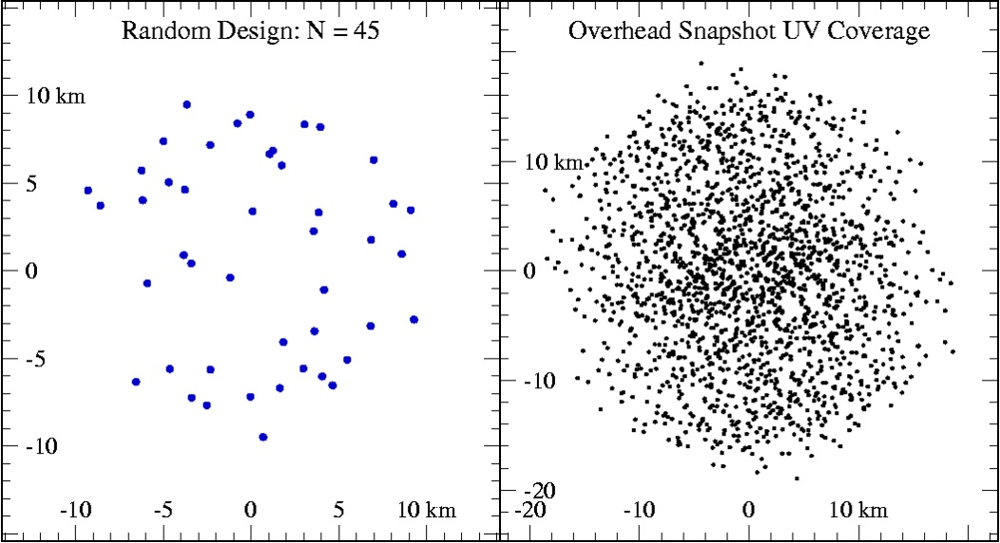 Random Design: N = 45
10 km
5
0
-5
-10
-10 -5 0 5 10 km
Overhead Snapshot UV Coverage
10 km
0
-10
-20
-20 -10 0 10 km